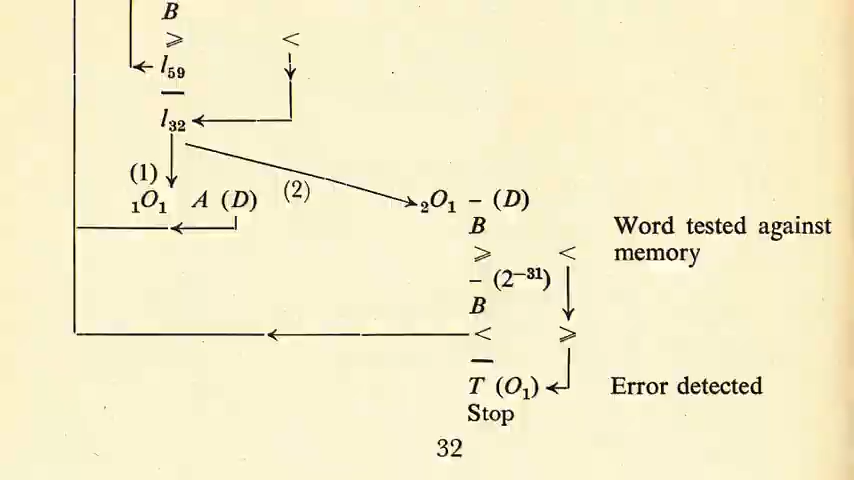 B
⩾ <
l₅₉
l₃₂
(1)
₁O₁ A (D) (2) ₂O₁ – (D)
B Word tested against
⩾ < memory
– (2⁻³¹)
B
< ⩾
T (O₁) Error detected
Stop
32